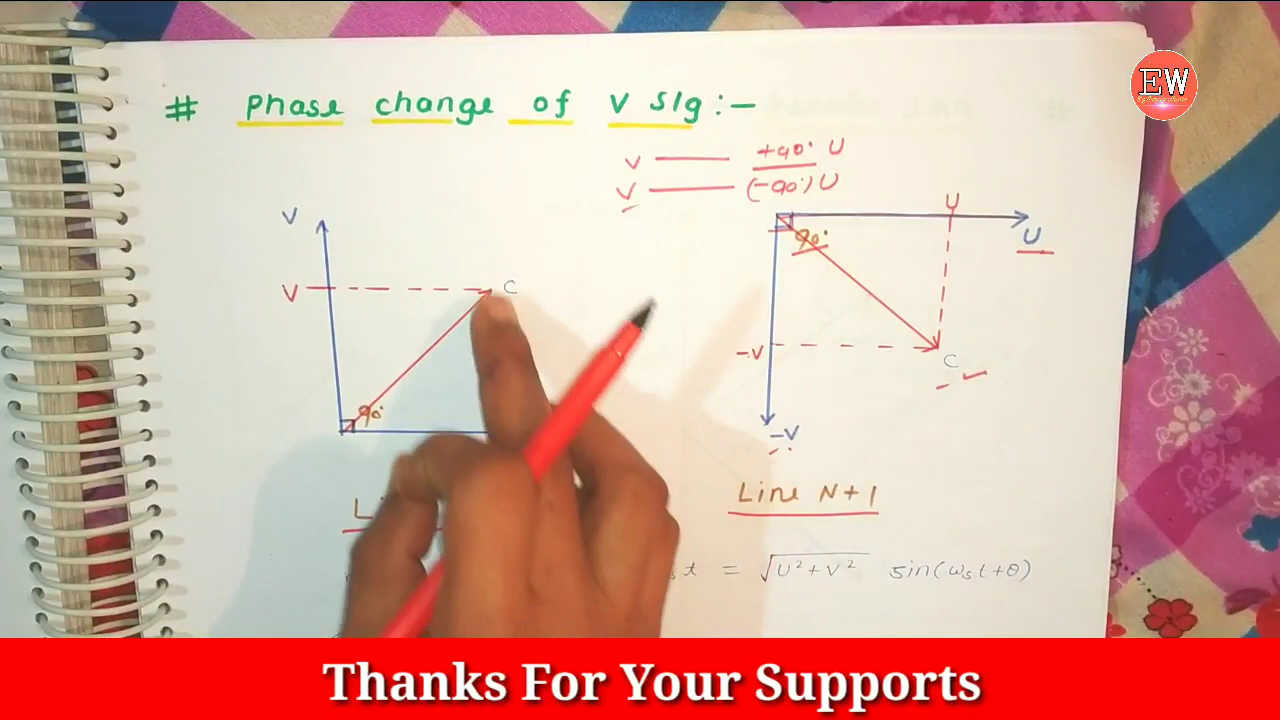 # Phase change of V Sig :-
V — +90° U
V — (-90°) U
V
V
C
90°
U
U
90°
-V
C
-V
Line N+1
t = √U²+V² sin(ωst+θ)
EW
Thanks For Your Supports